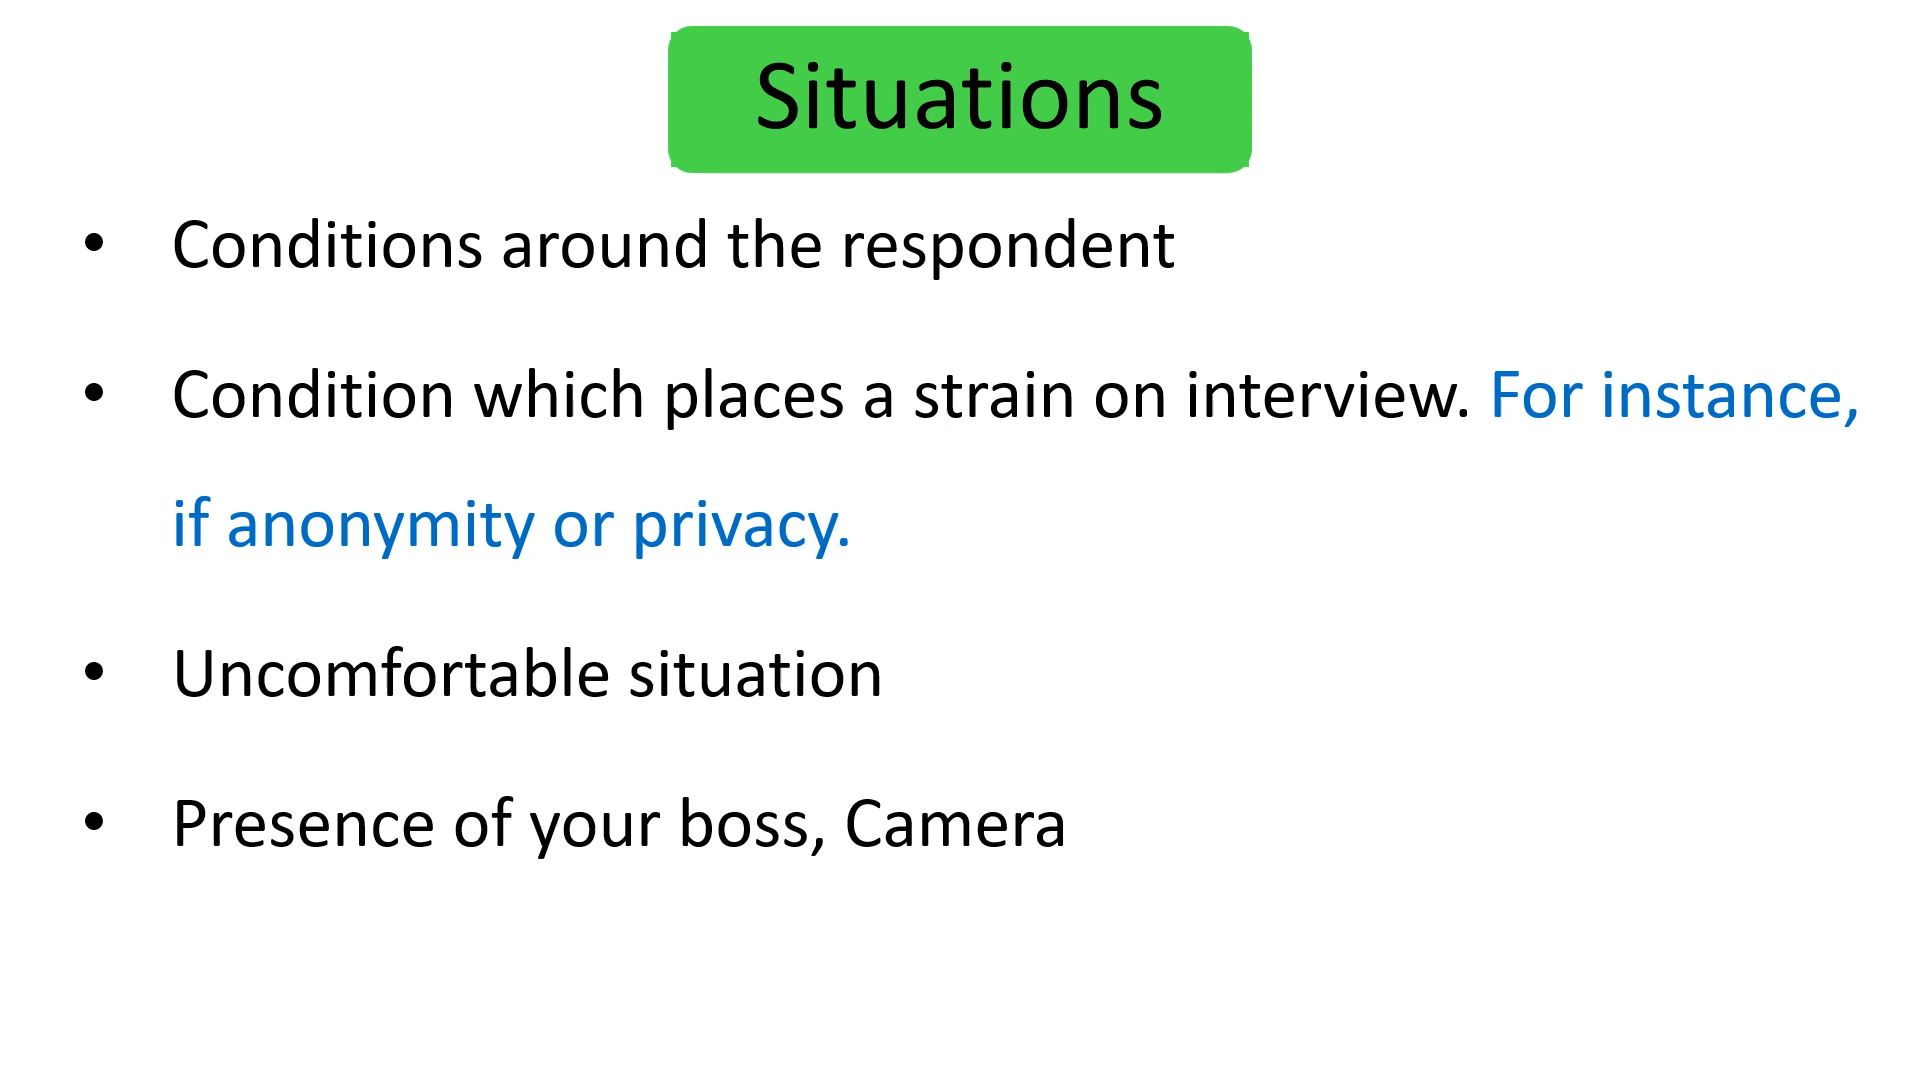 Situations
• Conditions around the respondent
• Condition which places a strain on interview. For instance,
if anonymity or privacy.
• Uncomfortable situation
• Presence of your boss, Camera